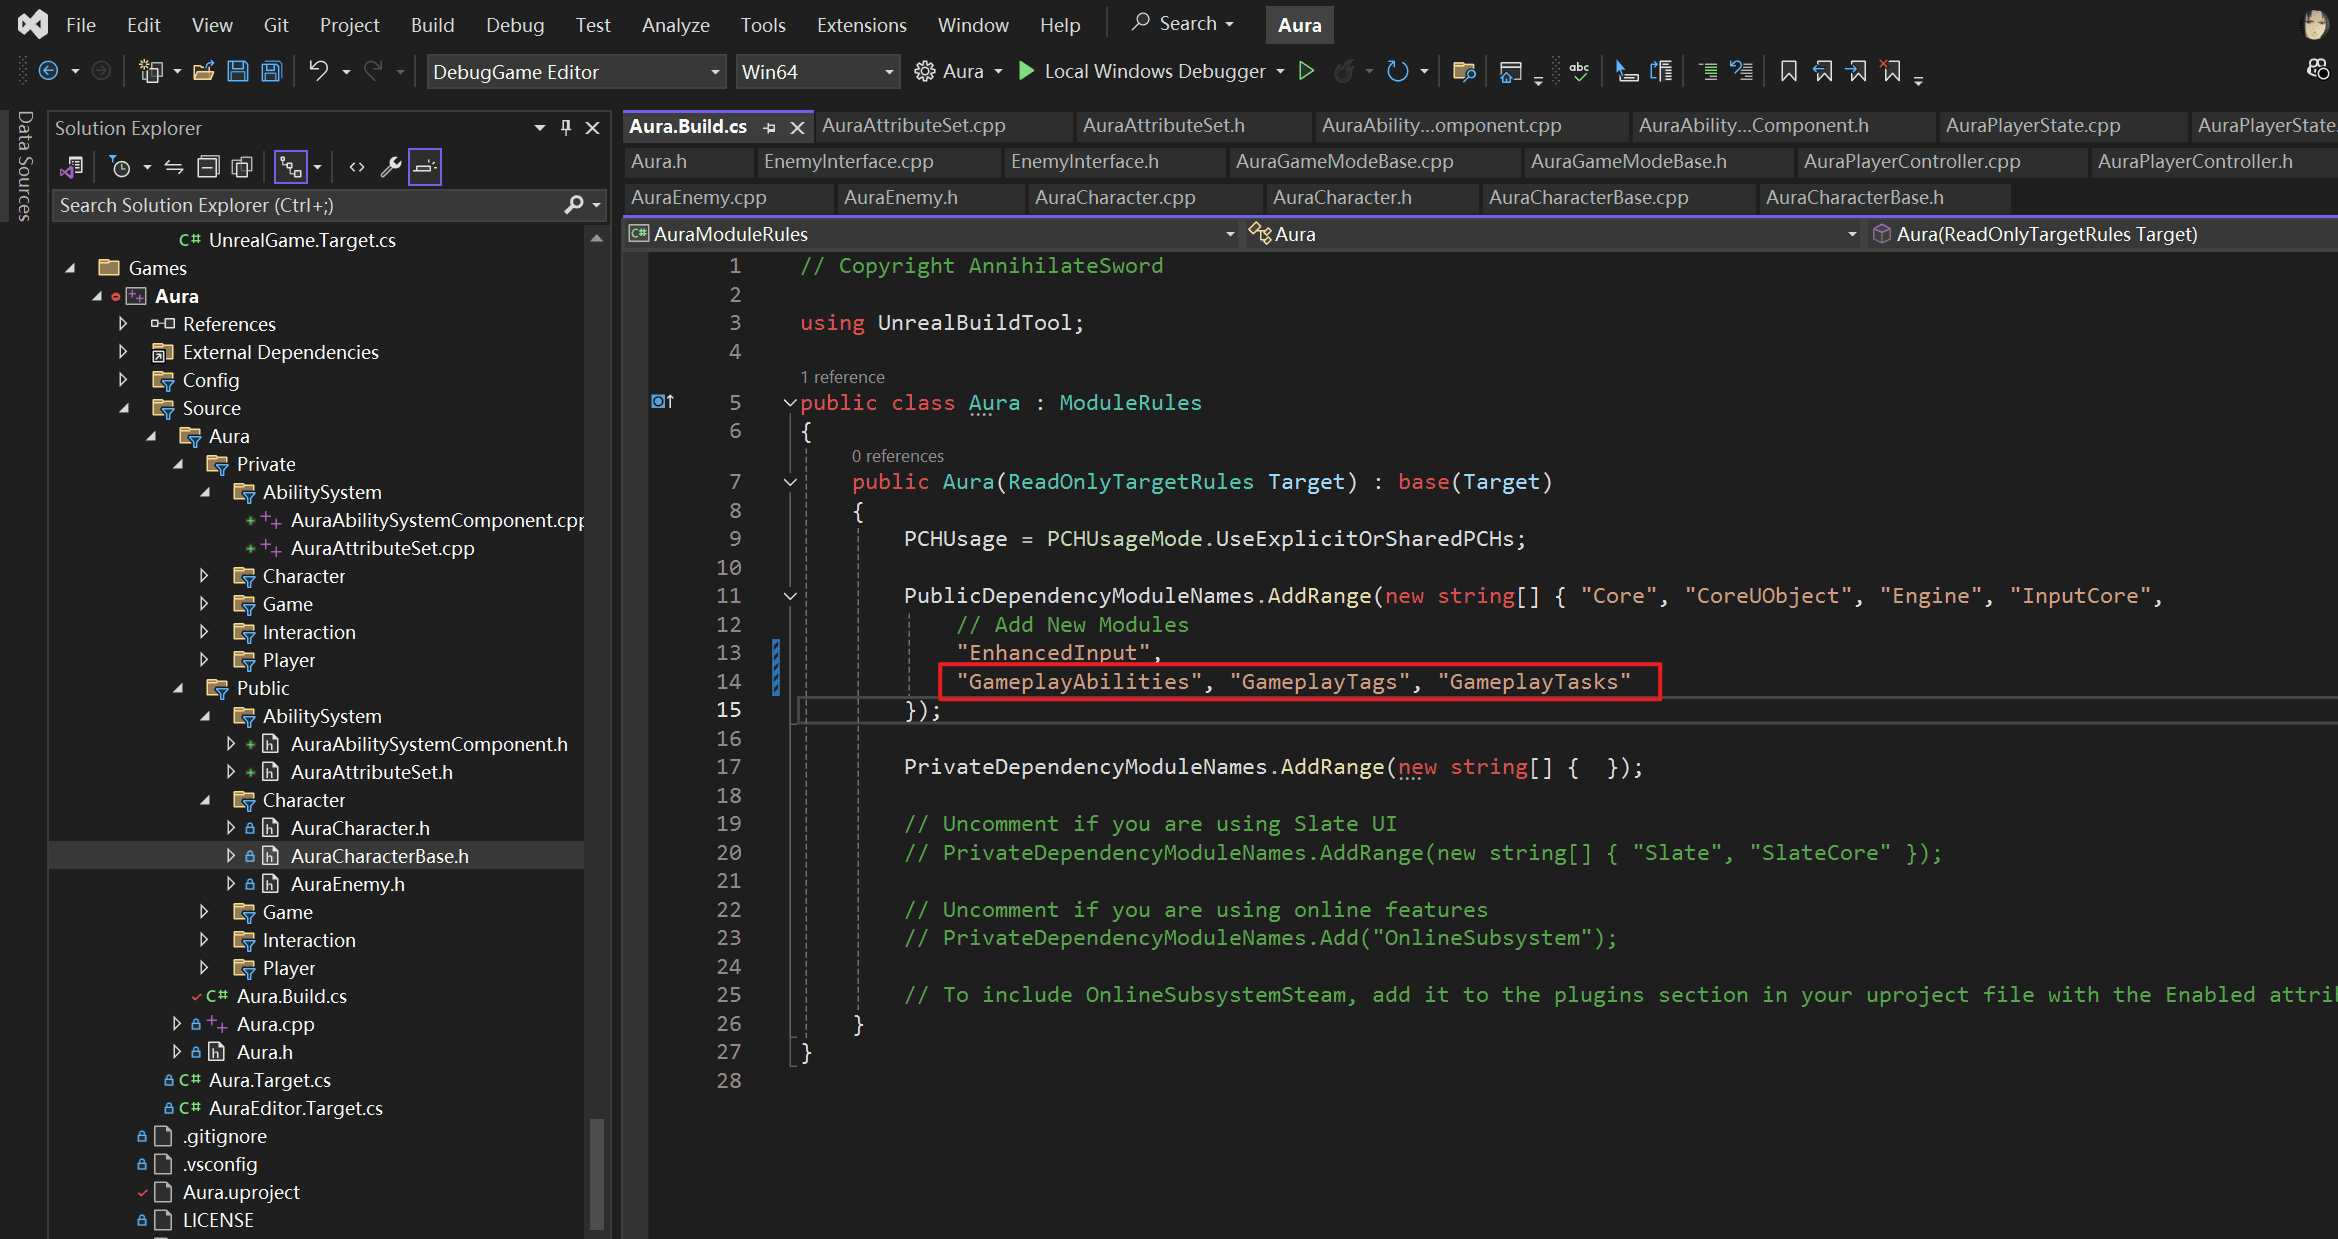 File Edit View Git Project Build Debug Test Analyze Tools Extensions Window Help Search Aura
DebugGame Editor Win64 Aura Local Windows Debugger abc
Data Sources
Solution Explorer
Search Solution Explorer (Ctrl+;)
C# UnrealGame.Target.cs
Games
Aura
References
External Dependencies
Config
Source
Aura
Private
AbilitySystem
AuraAbilitySystemComponent.cpp
AuraAttributeSet.cpp
Character
Game
Interaction
Player
Public
AbilitySystem
AuraAbilitySystemComponent.h
AuraAttributeSet.h
Character
AuraCharacter.h
AuraCharacterBase.h
AuraEnemy.h
Game
Interaction
Player
C# Aura.Build.cs
Aura.cpp
Aura.h
C# Aura.Target.cs
C# AuraEditor.Target.cs
.gitignore
.vsconfig
Aura.uproject
LICENSE
Aura.Build.cs AuraAttributeSet.cpp AuraAttributeSet.h AuraAbility...omponent.cpp AuraAbility...Component.h AuraPlayerState.cpp AuraPlayerState.
Aura.h EnemyInterface.cpp EnemyInterface.h AuraGameModeBase.cpp AuraGameModeBase.h AuraPlayerController.cpp AuraPlayerController.h
AuraEnemy.cpp AuraEnemy.h AuraCharacter.cpp AuraCharacter.h AuraCharacterBase.cpp AuraCharacterBase.h
C# AuraModuleRules Aura Aura(ReadOnlyTargetRules Target)
1 // Copyright AnnihilateSword
2
3 using UnrealBuildTool;
4
1 reference
5 public class Aura : ModuleRules
6 {
0 references
7 public Aura(ReadOnlyTargetRules Target) : base(Target)
8 {
9 PCHUsage = PCHUsageMode.UseExplicitOrSharedPCHs;
10
11 PublicDependencyModuleNames.AddRange(new string[] { "Core", "CoreUObject", "Engine", "InputCore",
12 // Add New Modules
13 "EnhancedInput",
14 "GameplayAbilities", "GameplayTags", "GameplayTasks"
15 });
16
17 PrivateDependencyModuleNames.AddRange(new string[] {  });
18
19 // Uncomment if you are using Slate UI
20 // PrivateDependencyModuleNames.AddRange(new string[] { "Slate", "SlateCore" });
21
22 // Uncomment if you are using online features
23 // PrivateDependencyModuleNames.Add("OnlineSubsystem");
24
25 // To include OnlineSubsystemSteam, add it to the plugins section in your uproject file with the Enabled attri
26 }
27 }
28